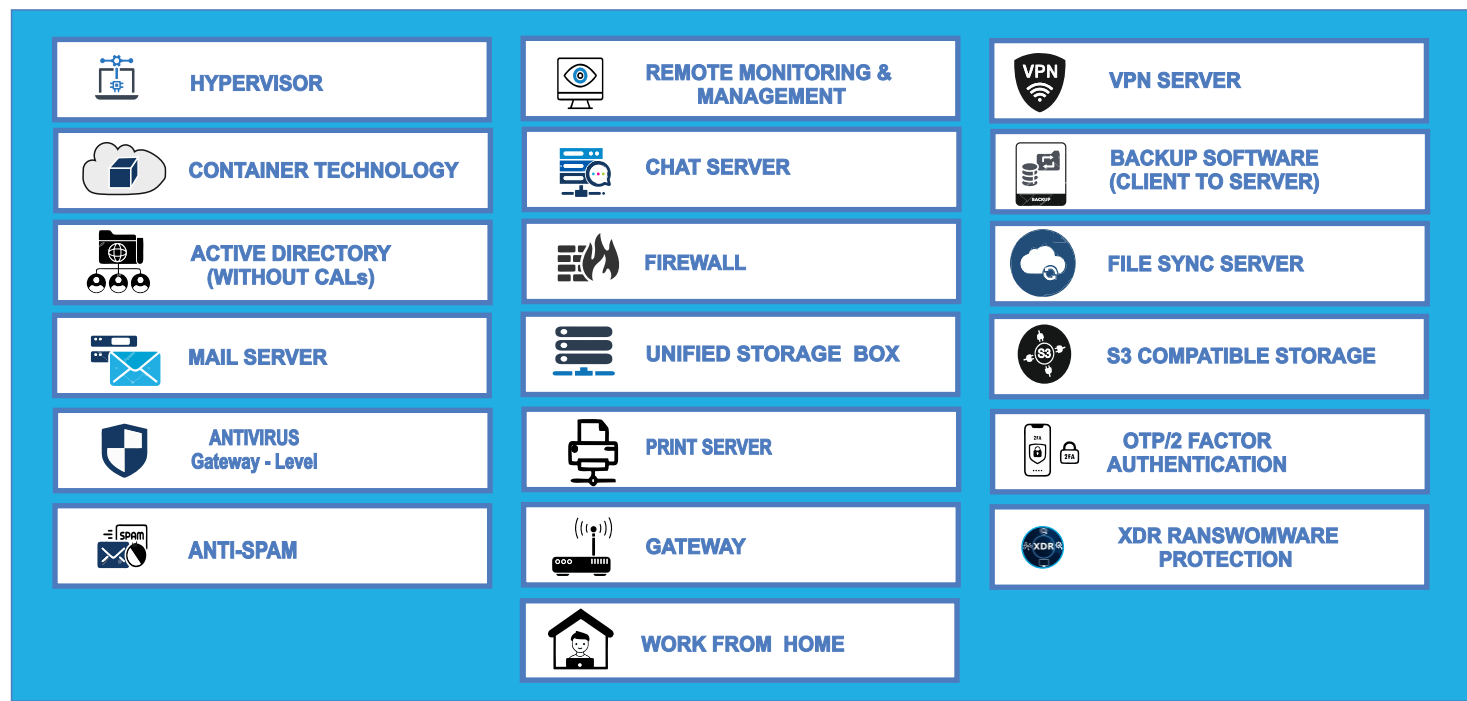 HYPERVISOR
CONTAINER TECHNOLOGY
ACTIVE DIRECTORY
(WITHOUT CALs)
MAIL SERVER
ANTIVIRUS
Gateway - Level
SPAM
ANTI-SPAM
REMOTE MONITORING &
MANAGEMENT
CHAT SERVER
FIREWALL
UNIFIED STORAGE BOX
PRINT SERVER
GATEWAY
WORK FROM HOME
VPN
VPN SERVER
BACKUP
BACKUP SOFTWARE
(CLIENT TO SERVER)
FILE SYNC SERVER
S3
S3 COMPATIBLE STORAGE
2FA
2FA
OTP/2 FACTOR
AUTHENTICATION
XDR
XDR RANSWOMWARE
PROTECTION